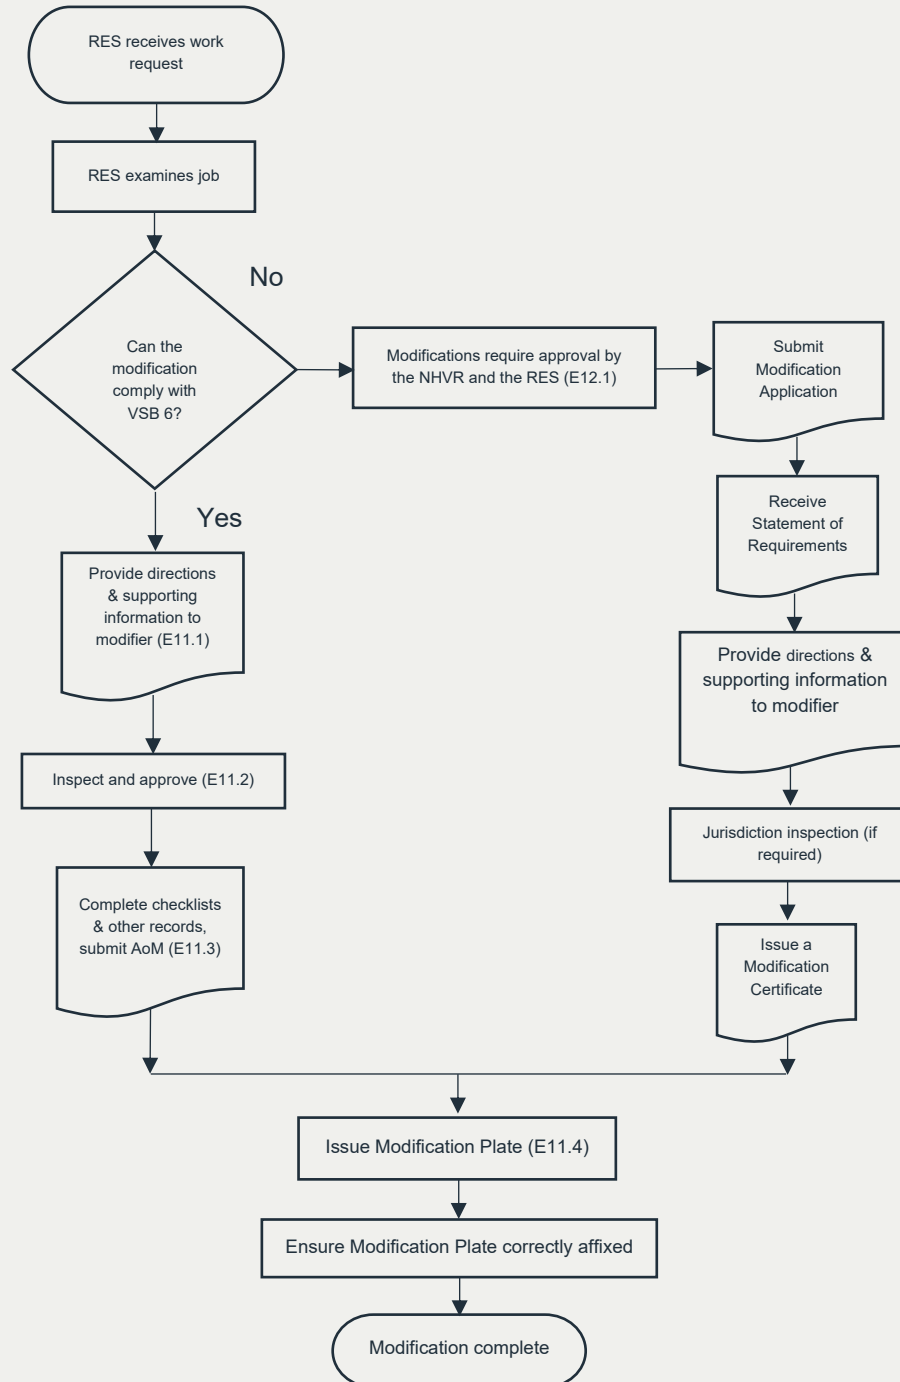 RES receives work
request
RES examines job
No
Can the
modification
comply with
VSB 6?
Modifications require approval by
the NHVR and the RES (E12.1)
Submit
Modification
Application
Receive
Statement of
Requirements
Yes
Provide directions
& supporting
information to
modifier (E11.1)
Provide directions &
supporting information
to modifier
Inspect and approve (E11.2)
Jurisdiction inspection (if
required)
Complete checklists
& other records,
submit AoM (E11.3)
Issue a
Modification
Certificate
Issue Modification Plate (E11.4)
Ensure Modification Plate correctly affixed
Modification complete